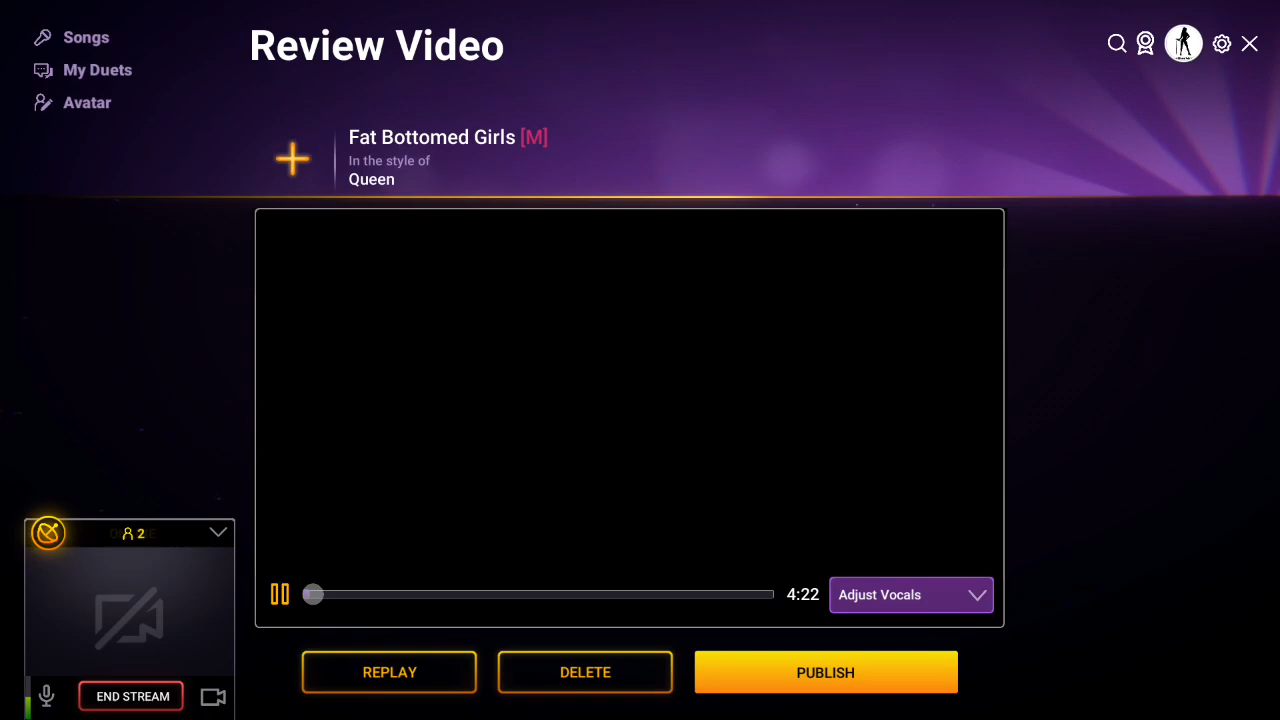 Songs
My Duets
Avatar
Review Video
Fat Bottomed Girls [M]
In the style of
Queen
4:22
Adjust Vocals
REPLAY
DELETE
PUBLISH
2
END STREAM